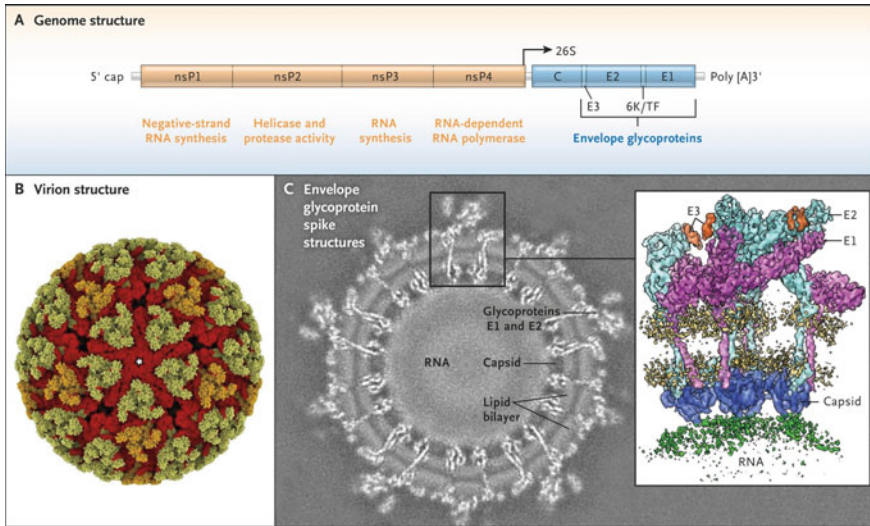 A Genome structure
26S
5' cap
nsP1
nsP2
nsP3
nsP4
C
E2
E1
Poly [A]3'
E3
6K/TF
Negative-strand
RNA synthesis
Helicase and
protease activity
RNA
synthesis
RNA-dependent
RNA polymerase
Envelope glycoproteins
B Virion structure
C Envelope
glycoprotein
spike
structures
Glycoproteins
E1 and E2
RNA
Capsid
Lipid
bilayer
E3
E2
E1
Capsid
RNA